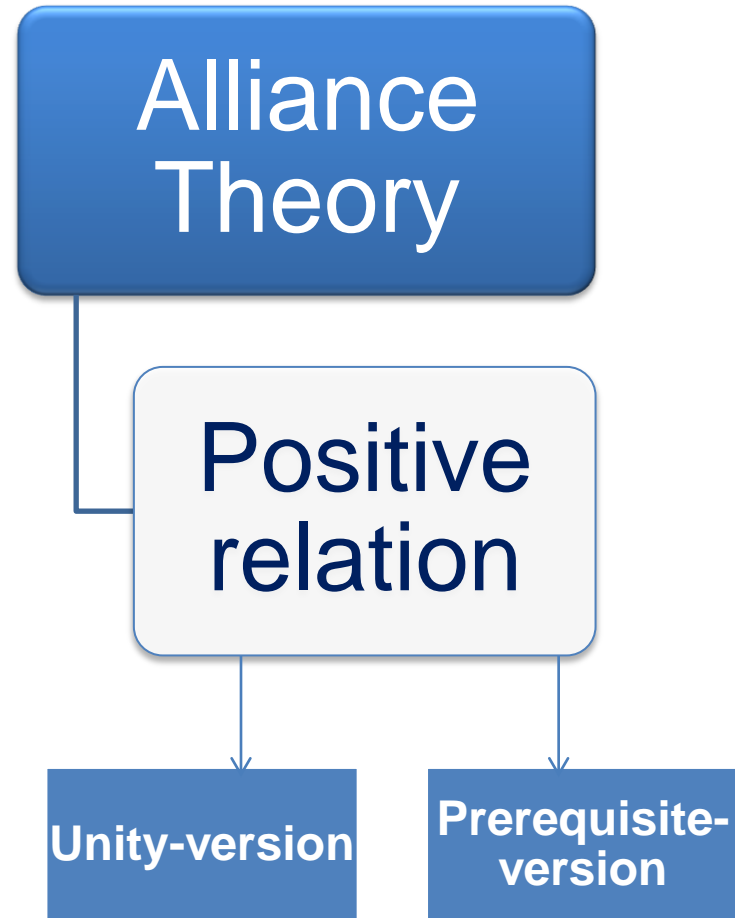 Alliance
Theory
Positive
relation
Unity-version
Prerequisite-
version